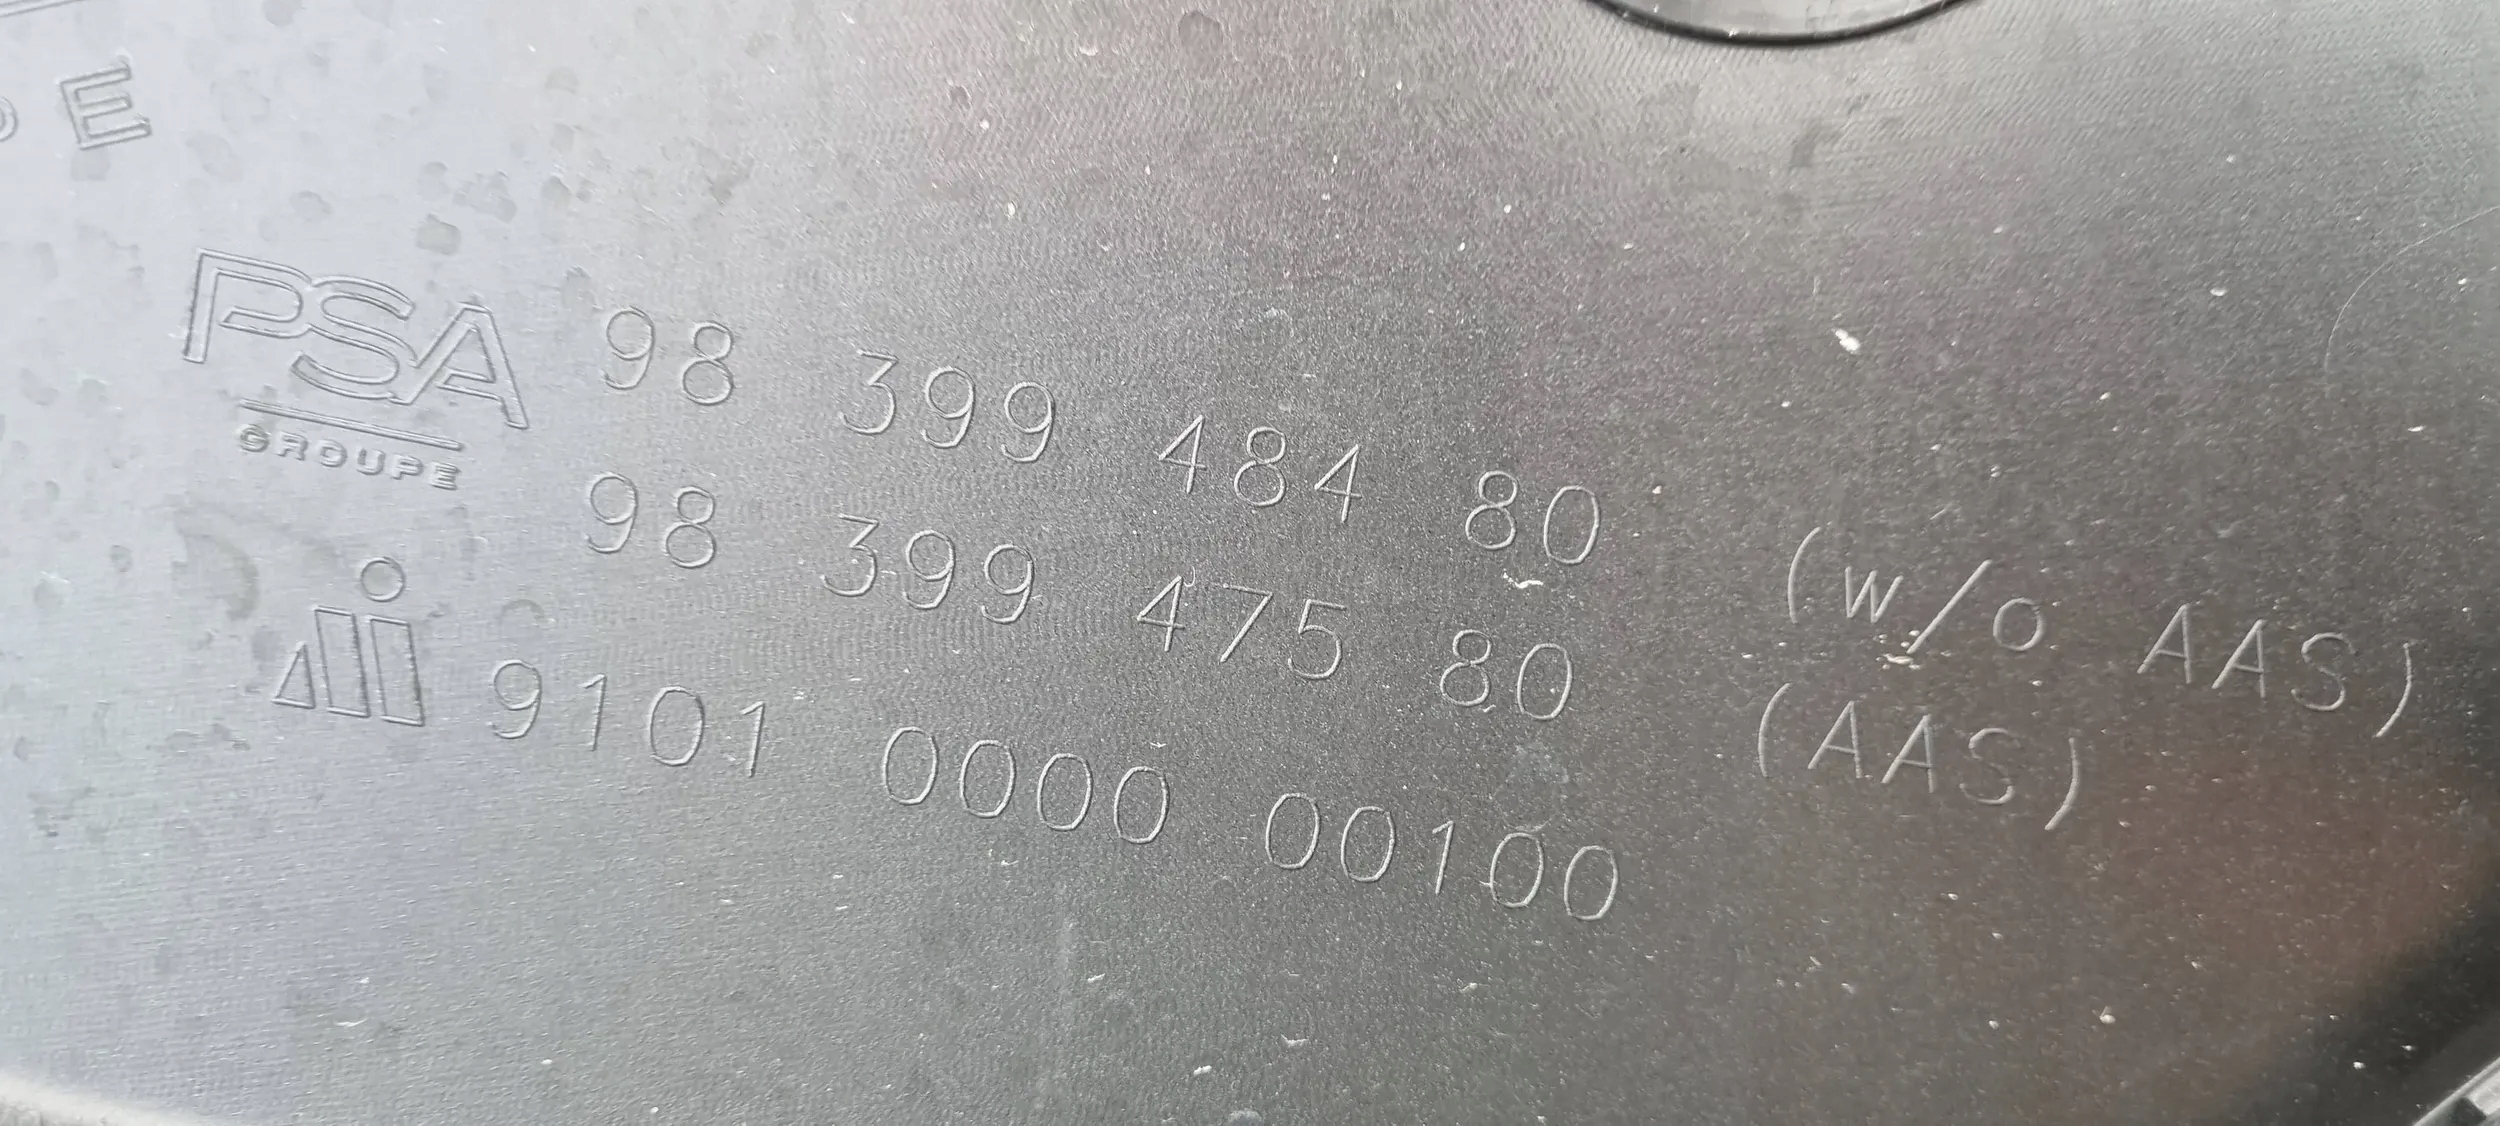 E
PSA 98 399 484 80 (w/o AAS)
GROUPE
98 399 475 80 (AAS)
9101 0000 00100